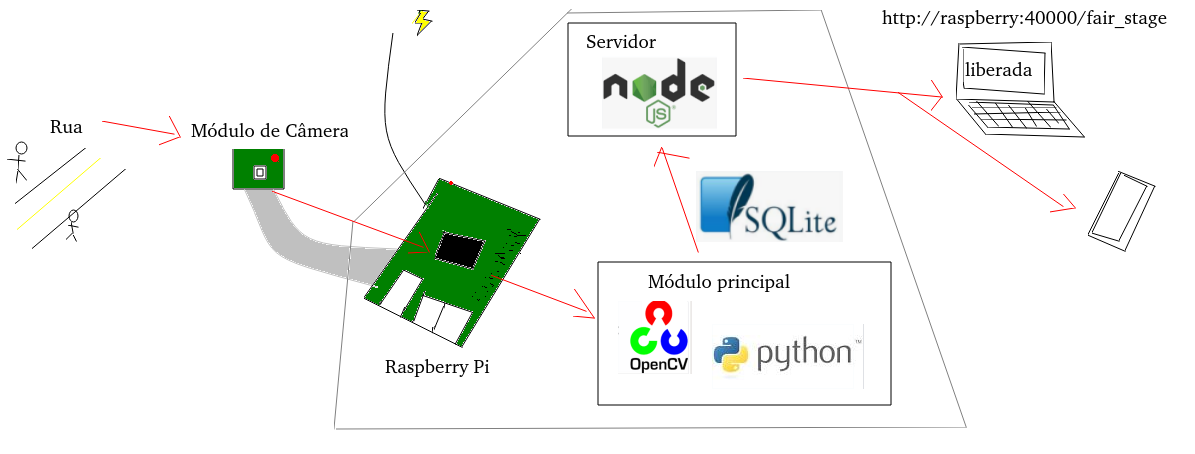 http://raspberry:40000/fair_stage
Servidor
node
JS
liberada
Rua
Módulo de Câmera
SQLite
Módulo principal
OpenCV
python™
Raspberry Pi